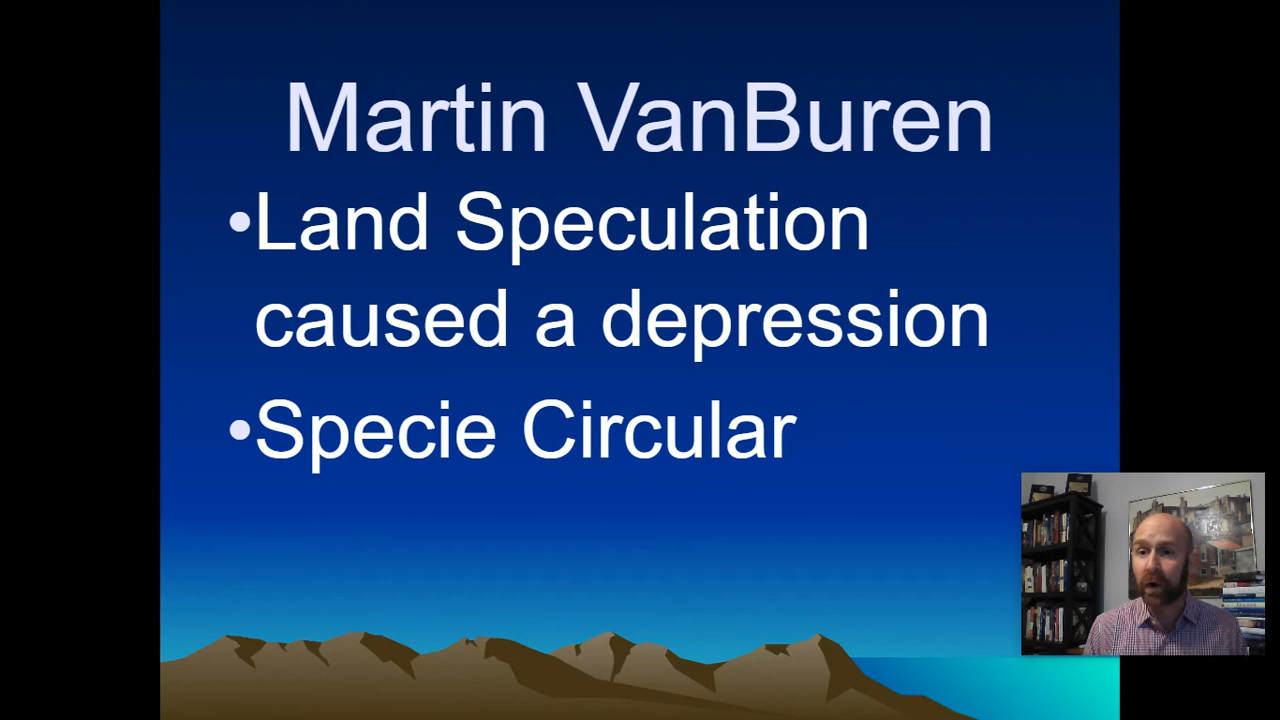 Martin VanBuren
•Land Speculation
caused a depression
•Specie Circular